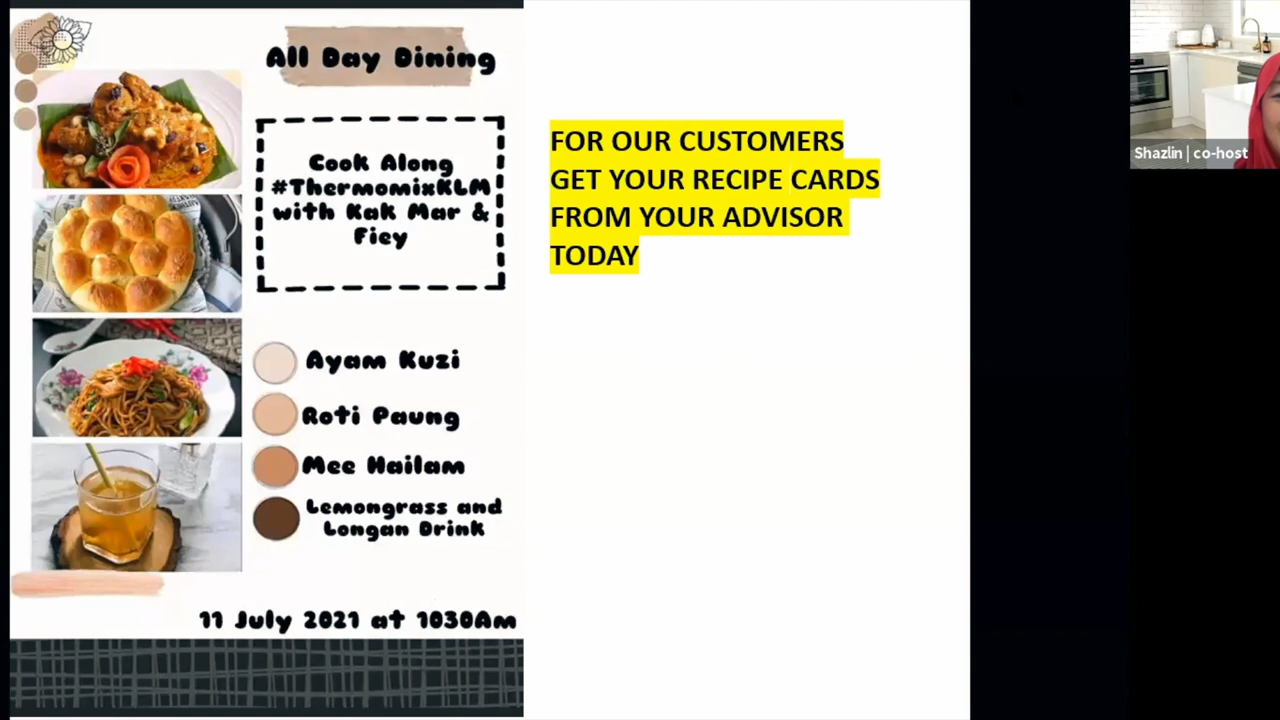 All Day Dining
Cook Along
#ThermomixKLM
with Kak Mar &
Fiey
Ayam Kuzi
Roti Paung
Mee Hailam
Lemongrass and
Longan Drink
11 July 2021 at 1030Am
FOR OUR CUSTOMERS
GET YOUR RECIPE CARDS
FROM YOUR ADVISOR
TODAY
Shazlin | co-host